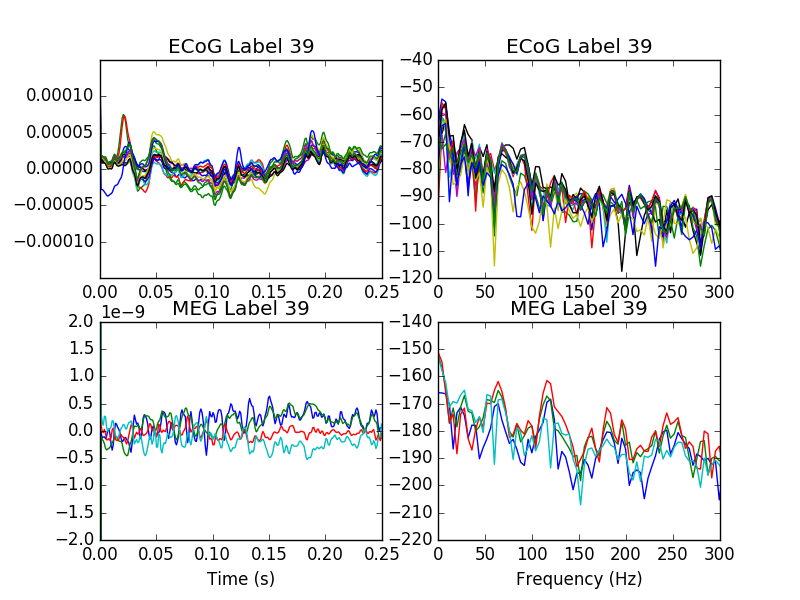 ECoG Label 39
0.00010
0.00005
0.00000
−0.00005
−0.00010
0.00 0.05 0.10 0.15 0.20 0.25
ECoG Label 39
−40
−50
−60
−70
−80
−90
−100
−110
−120
0 50 100 150 200 250 300
MEG Label 39
1e−9
2.0
1.5
1.0
0.5
0.0
−0.5
−1.0
−1.5
−2.0
0.00 0.05 0.10 0.15 0.20 0.25
Time (s)
MEG Label 39
−140
−150
−160
−170
−180
−190
−200
−210
−220
0 50 100 150 200 250 300
Frequency (Hz)